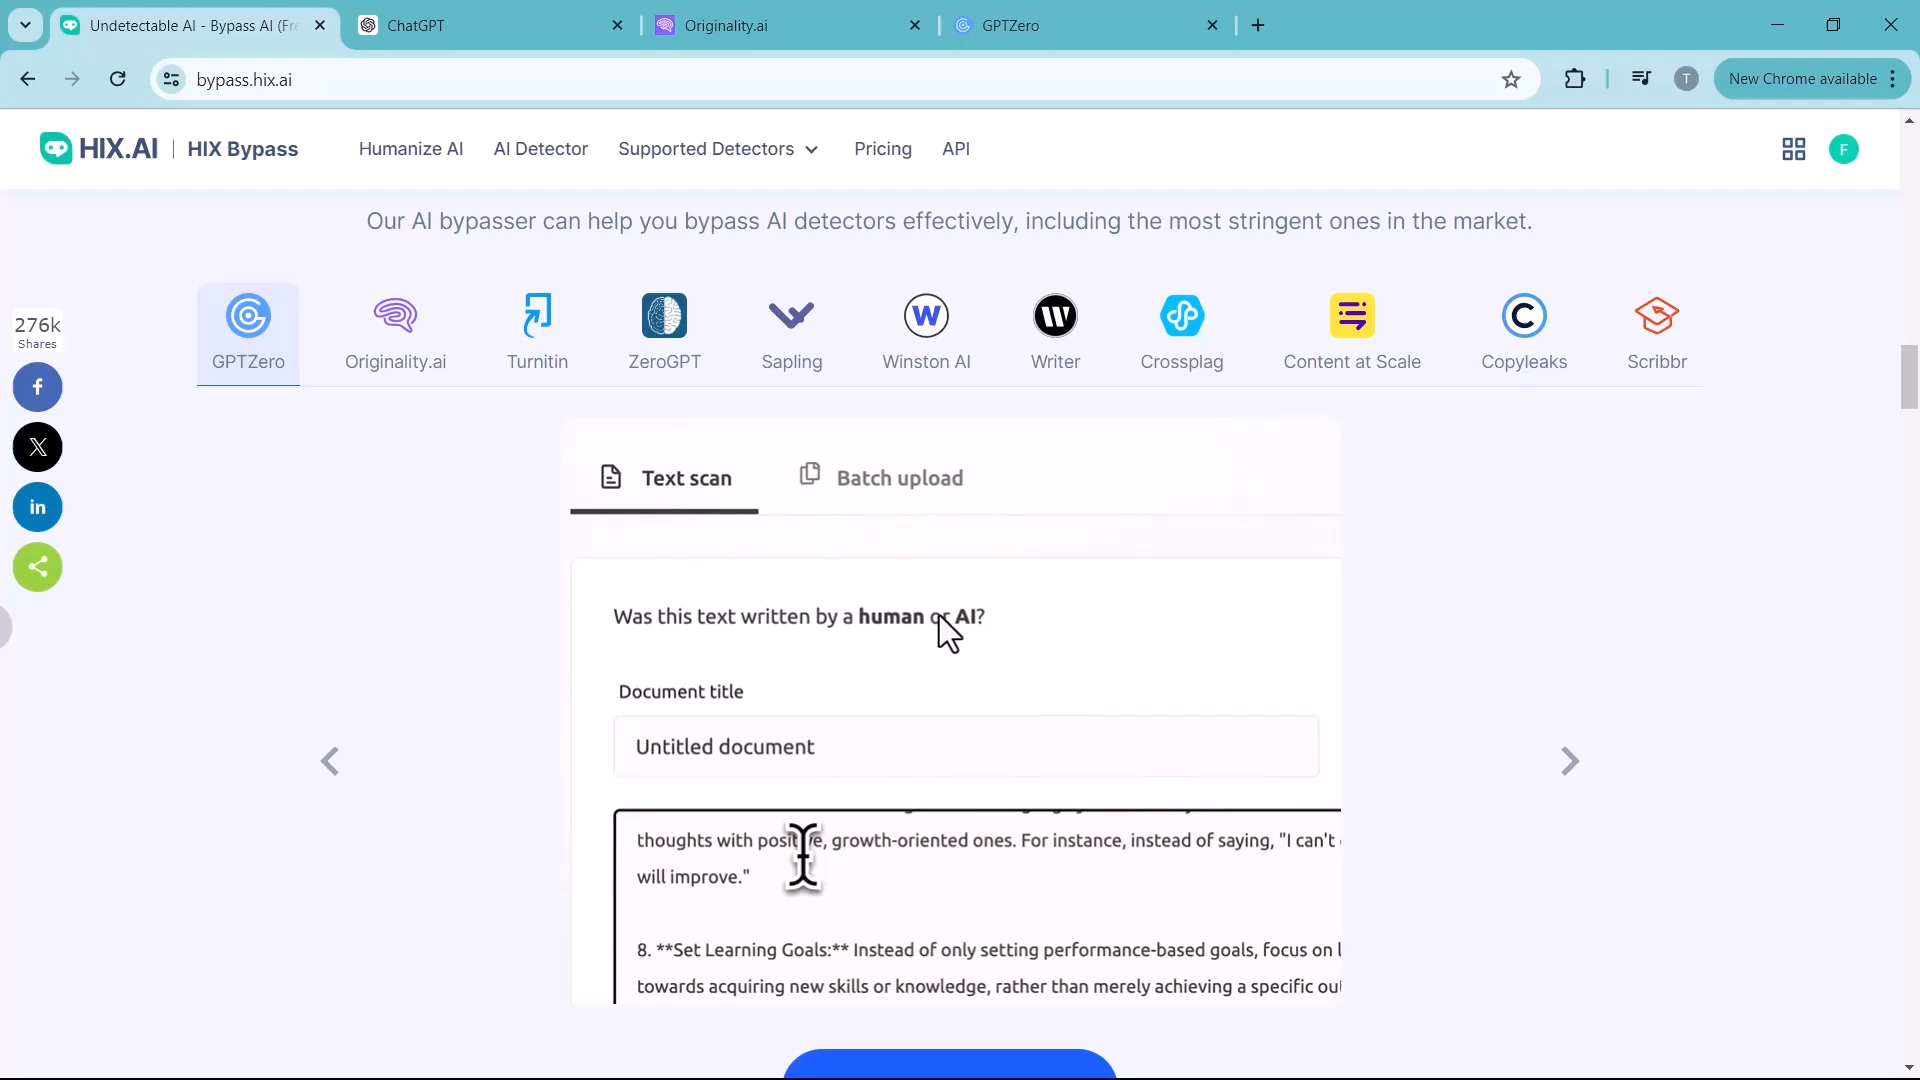 Undetectable AI - Bypass AI (Fr
ChatGPT
Originality.ai
GPTZero
bypass.hix.ai
T
New Chrome available
HIX.AI | HIX Bypass
Humanize AI
AI Detector
Supported Detectors
Pricing
API
F
Our AI bypasser can help you bypass AI detectors effectively, including the most stringent ones in the market.
276k
Shares
GPTZero
Originality.ai
Turnitin
ZeroGPT
Sapling
Winston AI
Writer
Crossplag
Content at Scale
Copyleaks
Scribbr
Text scan
Batch upload
Was this text written by a human or AI?
Document title
Untitled document
thoughts with positive, growth-oriented ones. For instance, instead of saying, "I can't
will improve."
8. **Set Learning Goals:** Instead of only setting performance-based goals, focus on
towards acquiring new skills or knowledge, rather than merely achieving a specific